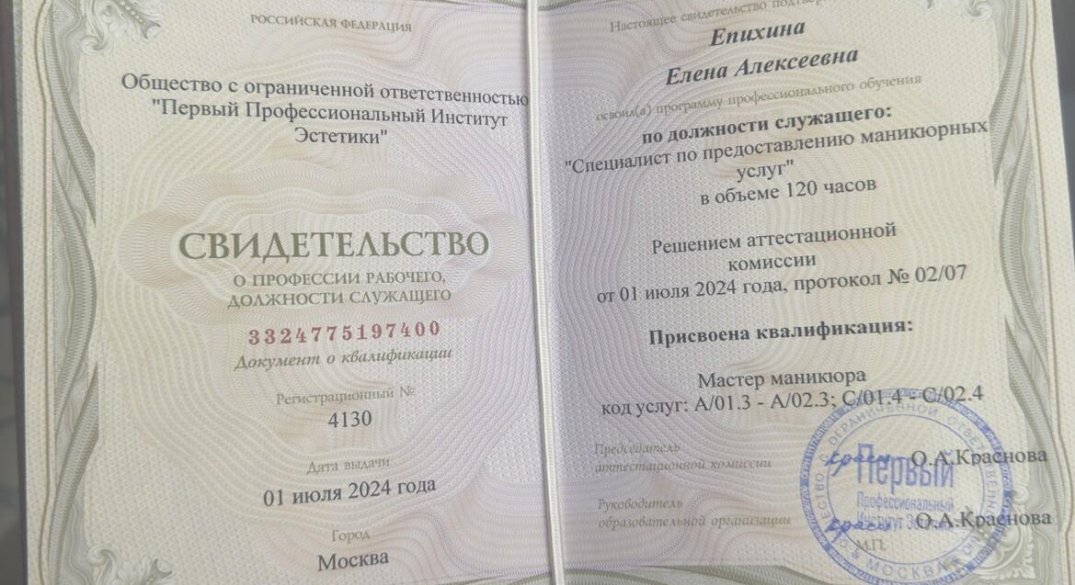 РОССИЙСКАЯ ФЕДЕРАЦИЯ
Общество с ограниченной ответственностью
"Первый Профессиональный Институт
Эстетики"
СВИДЕТЕЛЬСТВО
О ПРОФЕССИИ РАБОЧЕГО,
ДОЛЖНОСТИ СЛУЖАЩЕГО
3324775197400
Документ о квалификации
Регистрационный №
4130
Дата выдачи
01 июля 2024 года
Город
Москва
Настоящее свидетельство
Епихина
Елена Алексеевна
освоил(а) программу профессионального обучения
по должности служащего:
"Специалист по предоставлению маникюрных
услуг"
в объеме 120 часов
Решением аттестационной
комиссии
от 01 июля 2024 года, протокол № 02/07
Присвоена квалификация:
Мастер маникюра
код услуг: А/01.3 - А/02.3; С/01.4 - С/02.4
Председатель
аттестационной комиссии
О.А.Краснова
Руководитель
образовательной организации
О.А.Краснова
М.П.
Первый
Профессиональный
Институт
МОСКВА